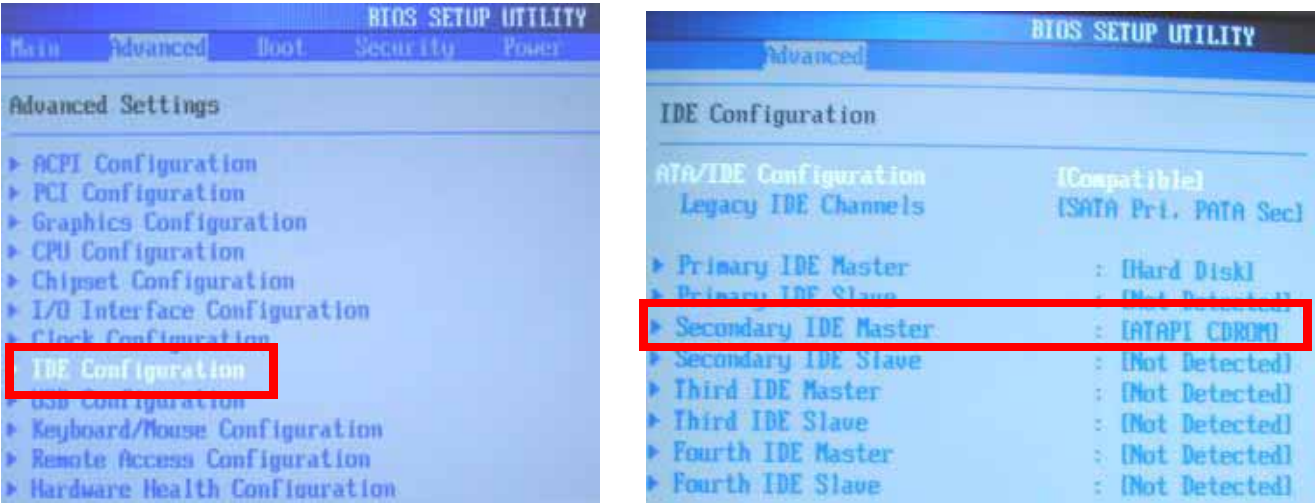 BIOS SETUP UTILITY
Main Advanced Boot Security Power
Advanced Settings
ACPI Configuration
PCI Configuration
Graphics Configuration
CPU Configuration
Chipset Configuration
I/O Interface Configuration
Clock Configuration
IDE Configuration
USB Configuration
Keyboard/Mouse Configuration
Remote Access Configuration
Hardware Health Configuration
BIOS SETUP UTILITY
Advanced
IDE Configuration
ATA/IDE Configuration [Compatible]
Legacy IDE Channels [SATA Pri, PATA Sec]
Primary IDE Master : [Hard Disk]
Primary IDE Slave : [Not Detected]
Secondary IDE Master : [ATAPI CDROM]
Secondary IDE Slave : [Not Detected]
Third IDE Master : [Not Detected]
Third IDE Slave : [Not Detected]
Fourth IDE Master : [Not Detected]
Fourth IDE Slave : [Not Detected]